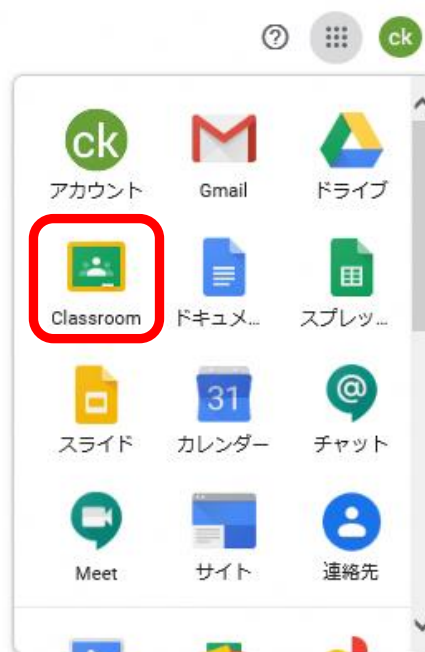 ck
ck
アカウント Gmail ドライブ
Classroom ドキュメ... スプレッ...
31
スライド カレンダー チャット
Meet サイト 連絡先